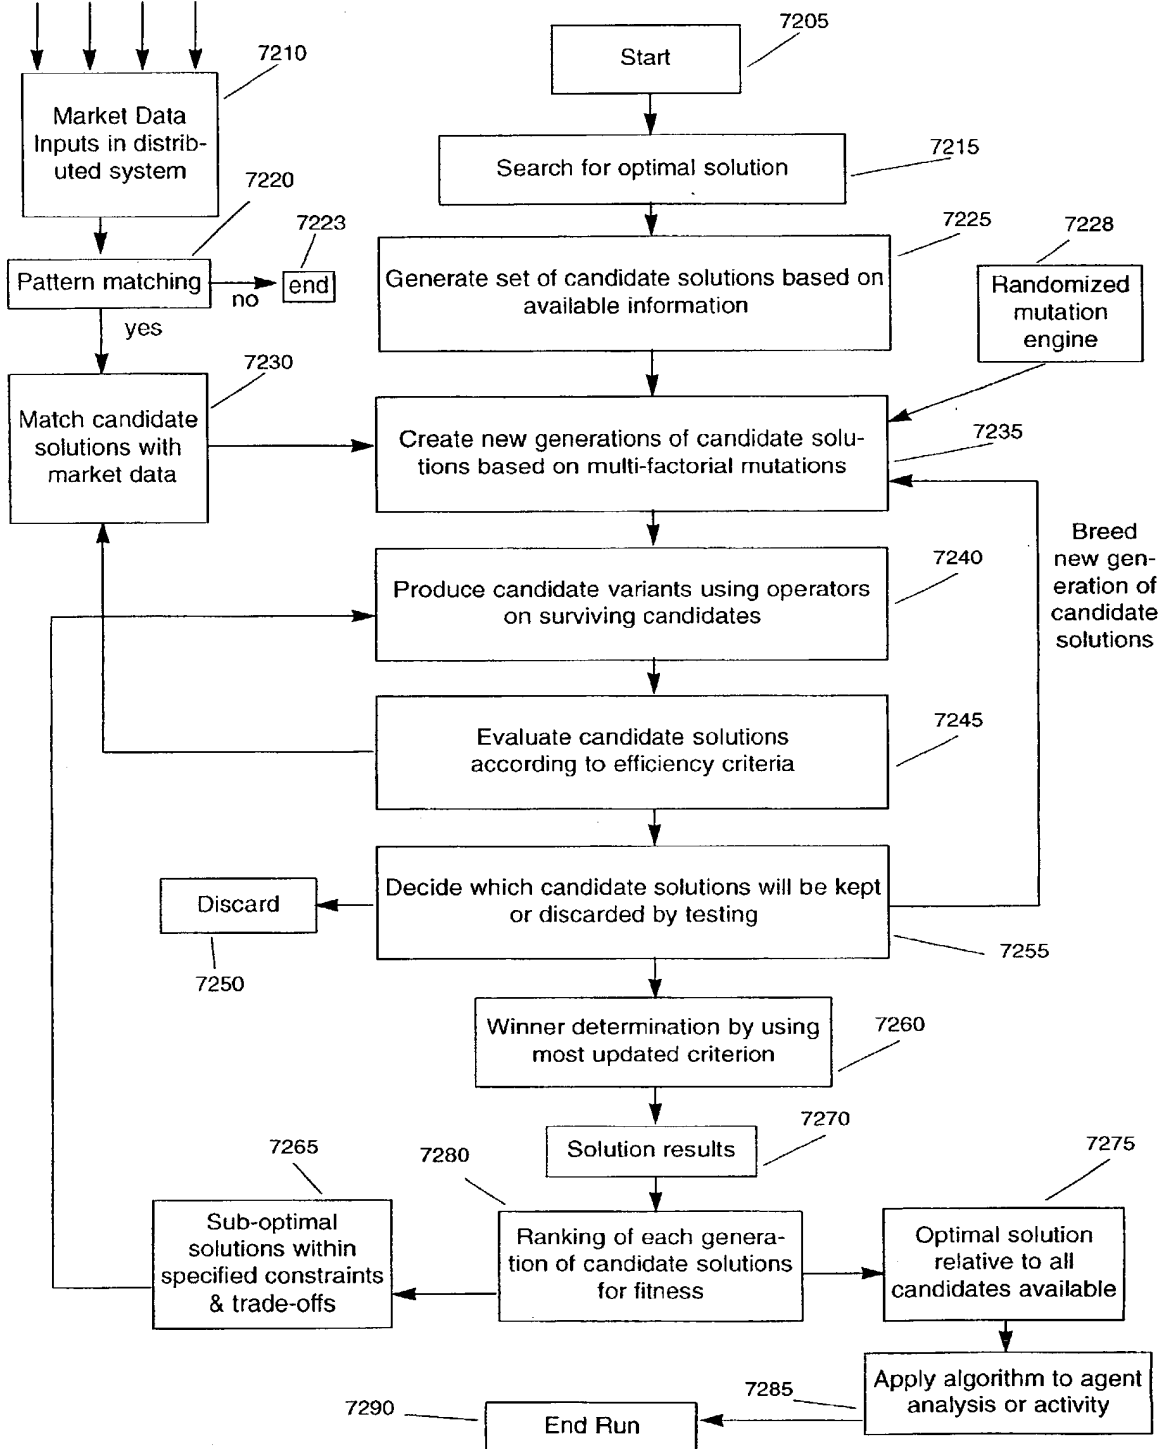 7205
Start
7210
Market Data
Inputs in distrib-
uted system
7215
Search for optimal solution
7220
Pattern matching
no
7223
end
yes
7225
Generate set of candidate solutions based on
available information
7228
Randomized
mutation
engine
7230
Match candidate
solutions with
market data
Create new generations of candidate solu-
tions based on multi-factorial mutations
7235
Breed
new gen-
eration of
candidate
solutions
7240
Produce candidate variants using operators
on surviving candidates
7245
Evaluate candidate solutions
according to efficiency criteria
Decide which candidate solutions will be kept
or discarded by testing
7255
Discard
7250
Winner determination by using
most updated criterion
7260
Solution results
7270
7265
Sub-optimal
solutions within
specified constraints
& trade-offs
7280
Ranking of each genera-
tion of candidate solutions
for fitness
7275
Optimal solution
relative to all
candidates available
Apply algorithm to agent
analysis or activity
7285
7290
End Run